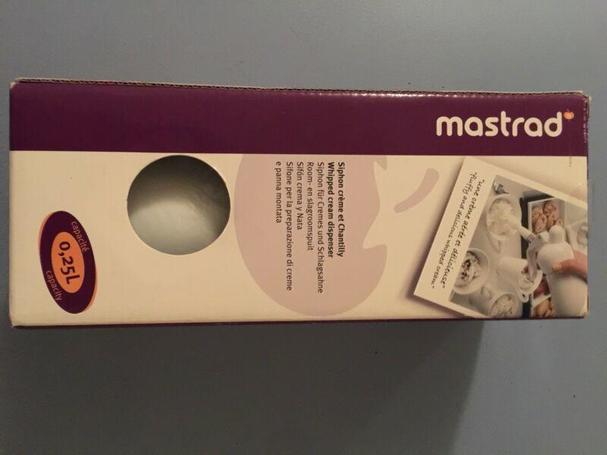 mastrad
"une crème aérée et délicieuse"
"fluffy and delicious whipped cream"
Siphon crème et Chantilly
Whipped cream dispenser
Siphon für Cremes und Schlagsahne
Room- en slagroomspuit
Sifón crema y Nata
Sifone per la preparazione di creme
e panna montata
capacité
0,25L
capacity